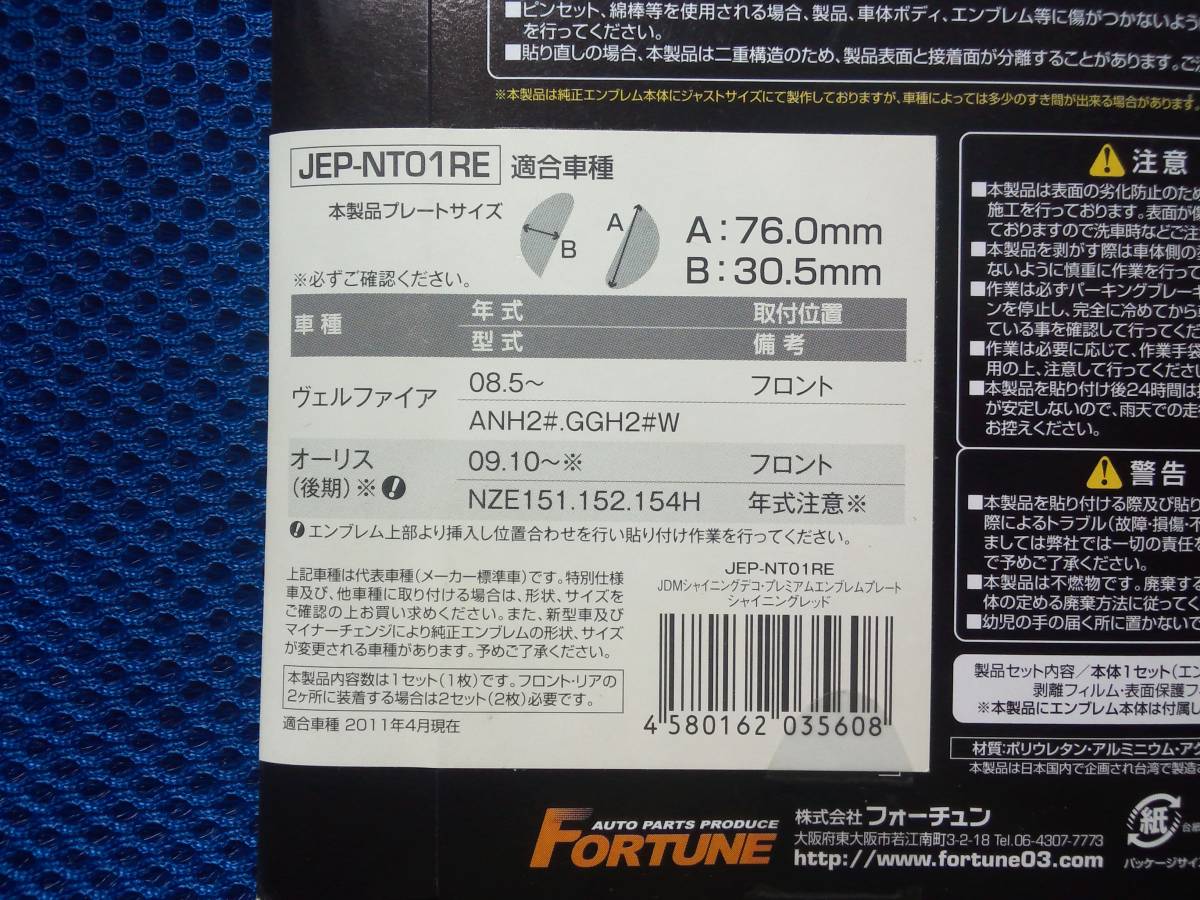 ■ピンセット、綿棒等を使用される場合、製品、車体ボディ、エンブレム等に傷がつかないよう
を行ってください。
■貼り直しの場合、本製品は二重構造のため、製品表面と接着面が分離することがあります。ご注
※本製品は純正エンブレム本体にジャストサイズにて製作しておりますが、車種によっては多少のすき間が出来る場合があります。
JEP-NT01RE 適合車種
本製品プレートサイズ
B
A
A：76.0mm
B：30.5mm
※必ずご確認ください。
車種 年式 取付位置
型式 備考
ヴェルファイア 08.5～ フロント
ANH2#.GGH2#W
オーリス 09.10～※ フロント
(後期)※! NZE151.152.154H 年式注意※
!エンブレム上部より挿入し位置合わせを行い貼り付け作業を行ってください。
上記車種は代表車種(メーカー標準車)です。特別仕様
車及び、他車種に取り付ける場合は、形状、サイズを
ご確認の上お買い求めください。また、新型車及び
マイナーチェンジにより純正エンブレムの形状、サイズ
が変更される車種があります。予めご了承ください。
本製品内容数は1セット(1枚)です。フロント・リアの
2ヶ所に装着する場合は2セット(2枚)必要です。
適合車種 2011年4月現在
JEP-NT01RE
JDMシャイニングデコ・プレミアムエンブレムプレート
シャイニングレッド
4 580162 035608
注意
■本製品は表面の劣化防止のため
施工を行っております。表面が
ておりますので洗車時などご注
■本製品を剥がす際は車体側の
ないように慎重に作業を行って
■作業は必ずパーキングブレーキ
ンを停止し、完全に冷めてから
ている事を確認して行ってくだ
■作業は必要に応じて、作業手袋
用の上、注意して行ってください
■本製品を貼り付け後24時間は
が安定しないので、雨天での走
お控えください。
警告
■本製品を貼り付ける際及び貼り
際によるトラブル(故障・損傷・
ましては弊社では一切の責任を
で予めご了承ください。
■本製品は不燃物です。廃棄する
体の定める廃棄方法に従ってく
■幼児の手の届く所に置かないで
製品セット内容／本体1セット(エン
剥離フィルム・表面保護フ
※本製品にエンブレム本体は付属し
材質:ポリウレタン・アルミニウム・ア
本製品は日本国内で企画され台湾で製造
AUTO PARTS PRODUCE
FORTUNE
株式会社 フォーチュン
大阪府東大阪市若江南町3-2-18 Tel.06-4307-7773
http://www.fortune03.com
紙
台紙
パッケージサイズ